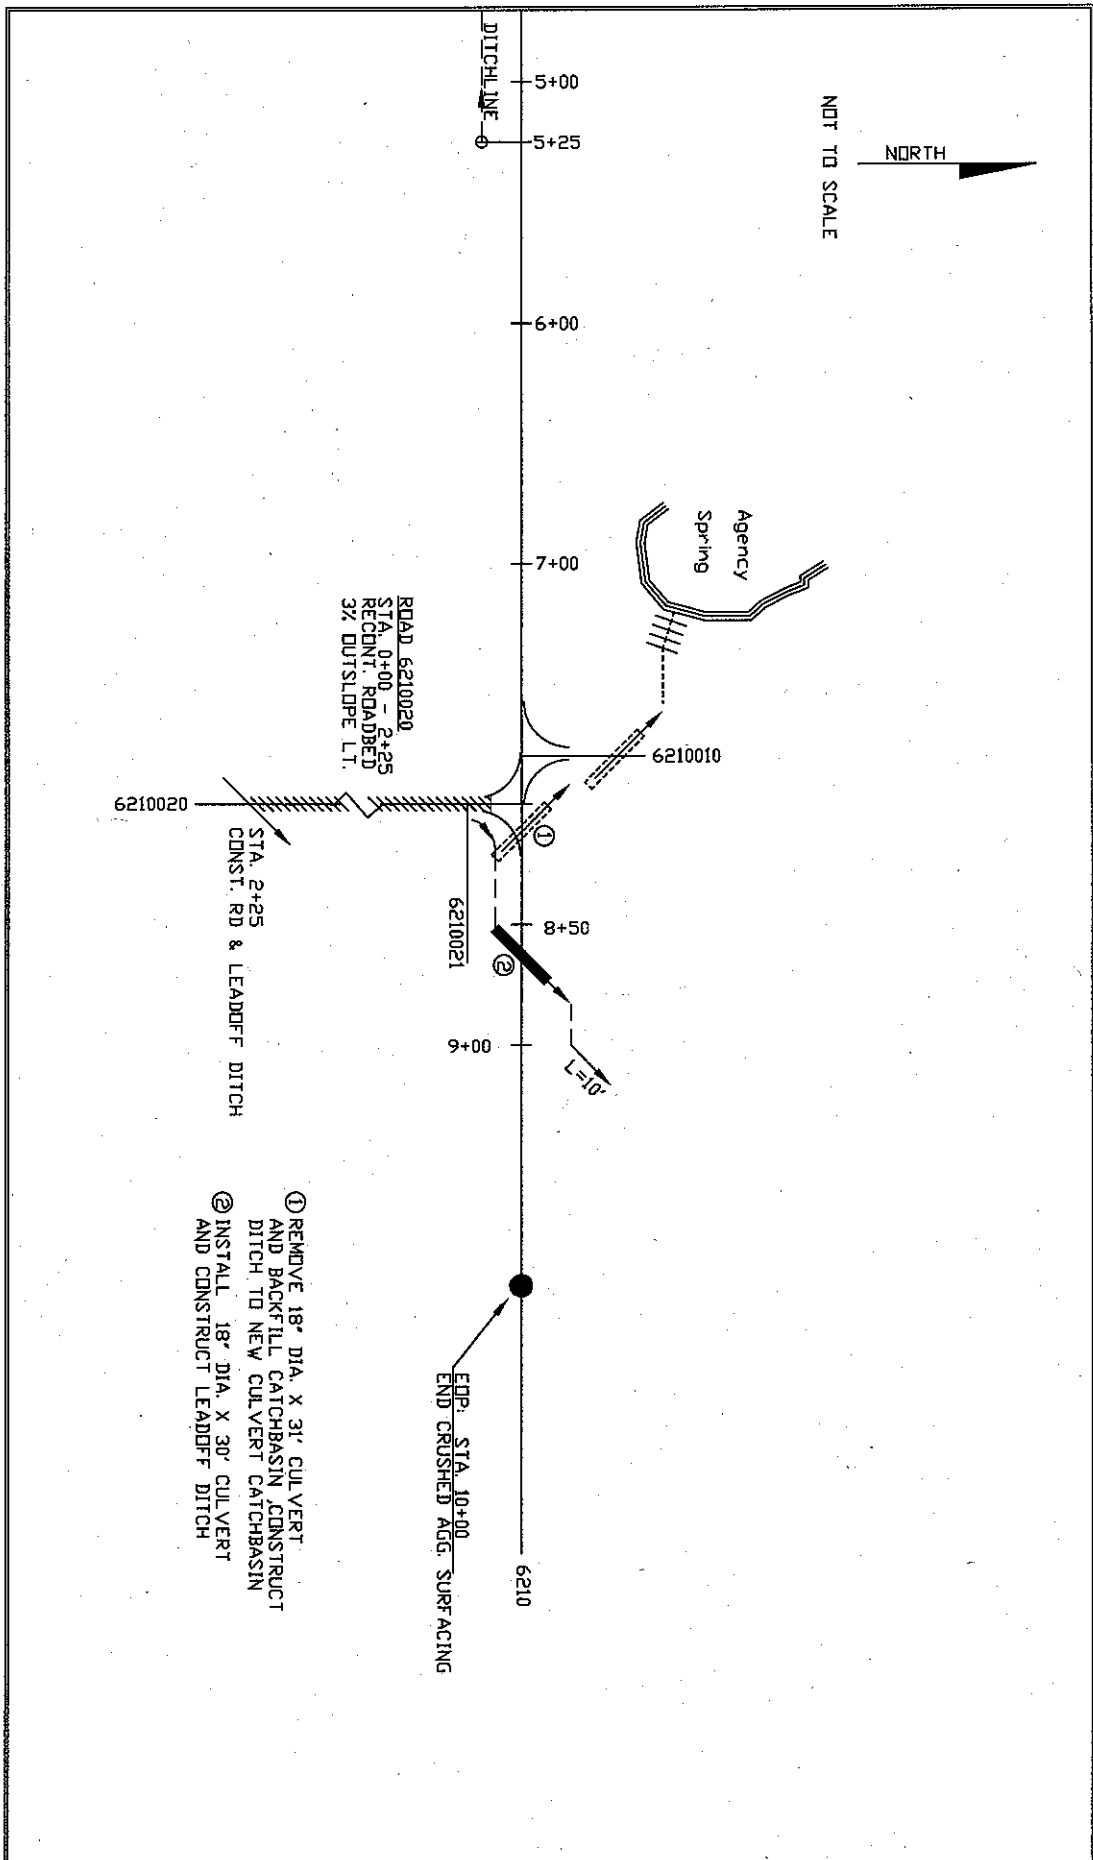 NOT TO SCALE
NORTH
DITCHLINE
5+00
5+25
6+00
Agency
Spring
7+00
ROAD 6210020
STA. 0+00 - 2+25
RECONT. ROADBED
3% OUTSLOPE LT.
6210010
6210020
①
6210021
8+50
②
STA. 2+25
CONST. RD & LEADOFF DITCH
9+00
L=10'
EOP: STA. 10+00
END CRUSHED AGG. SURFACING
6210
① REMOVE 18" DIA. X 31' CULVERT
AND BACKFILL CATCHBASIN ,CONSTRUCT
DITCH TO NEW CULVERT CATCHBASIN
② INSTALL 18" DIA. X 30' CULVERT
AND CONSTRUCT LEADOFF DITCH